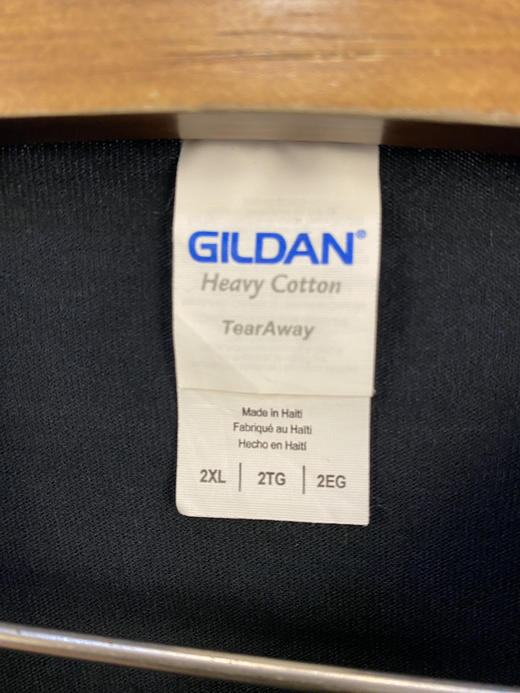 GILDAN®
Heavy Cotton
TearAway
Made in Haiti
Fabriqué au Haïti
Hecho en Haití
2XL | 2TG | 2EG